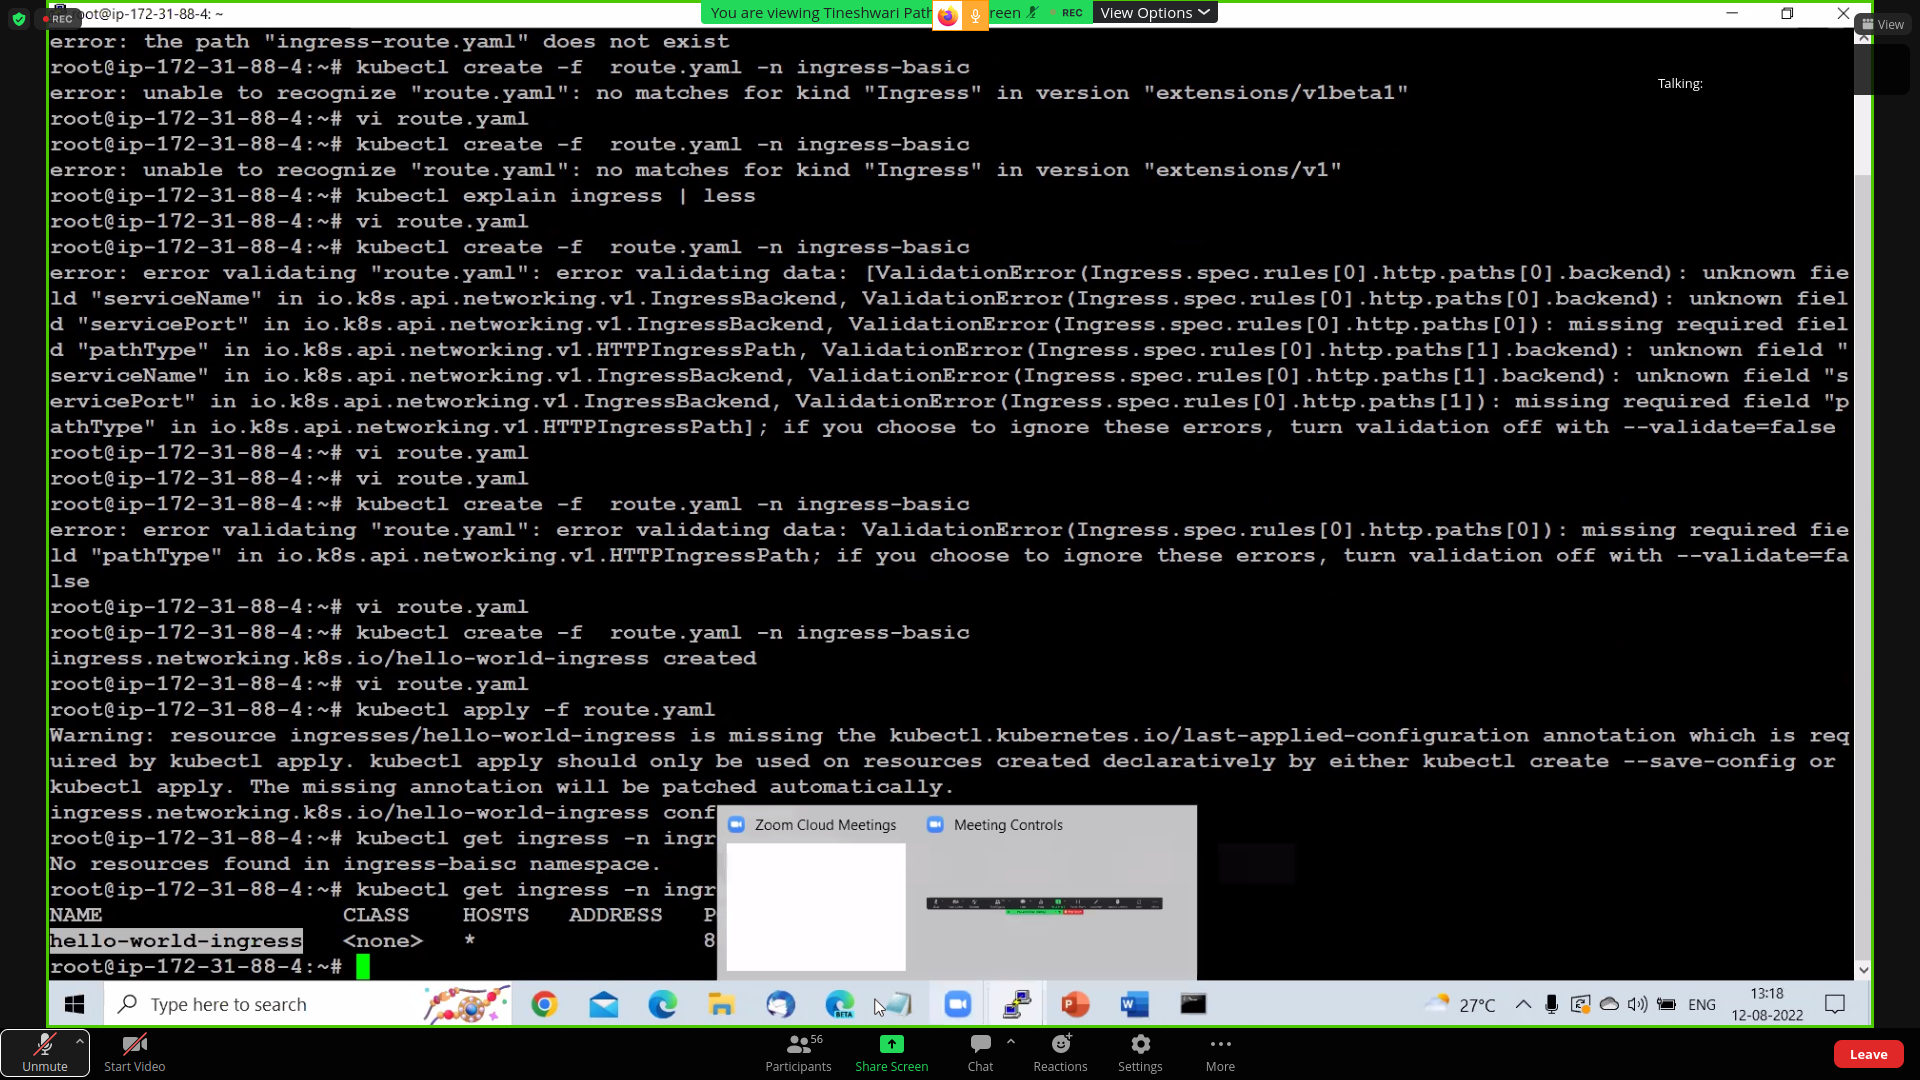 REC
root@ip-172-31-88-4: ~
You are viewing Tineshwari Path
reen
REC
View Options
View
Talking:
error: the path "ingress-route.yaml" does not exist
root@ip-172-31-88-4:~# kubectl create -f  route.yaml -n ingress-basic
error: unable to recognize "route.yaml": no matches for kind "Ingress" in version "extensions/v1beta1"
root@ip-172-31-88-4:~# vi route.yaml
root@ip-172-31-88-4:~# kubectl create -f  route.yaml -n ingress-basic
error: unable to recognize "route.yaml": no matches for kind "Ingress" in version "extensions/v1"
root@ip-172-31-88-4:~# kubectl explain ingress | less
root@ip-172-31-88-4:~# vi route.yaml
root@ip-172-31-88-4:~# kubectl create -f  route.yaml -n ingress-basic
error: error validating "route.yaml": error validating data: [ValidationError(Ingress.spec.rules[0].http.paths[0].backend): unknown fie
ld "serviceName" in io.k8s.api.networking.v1.IngressBackend, ValidationError(Ingress.spec.rules[0].http.paths[0].backend): unknown fiel
d "servicePort" in io.k8s.api.networking.v1.IngressBackend, ValidationError(Ingress.spec.rules[0].http.paths[0]): missing required fiel
d "pathType" in io.k8s.api.networking.v1.HTTPIngressPath, ValidationError(Ingress.spec.rules[0].http.paths[1].backend): unknown field "
serviceName" in io.k8s.api.networking.v1.IngressBackend, ValidationError(Ingress.spec.rules[0].http.paths[1].backend): unknown field "s
ervicePort" in io.k8s.api.networking.v1.IngressBackend, ValidationError(Ingress.spec.rules[0].http.paths[1]): missing required field "p
athType" in io.k8s.api.networking.v1.HTTPIngressPath]; if you choose to ignore these errors, turn validation off with --validate=false
root@ip-172-31-88-4:~# vi route.yaml
root@ip-172-31-88-4:~# vi route.yaml
root@ip-172-31-88-4:~# kubectl create -f  route.yaml -n ingress-basic
error: error validating "route.yaml": error validating data: ValidationError(Ingress.spec.rules[0].http.paths[0]): missing required fie
ld "pathType" in io.k8s.api.networking.v1.HTTPIngressPath; if you choose to ignore these errors, turn validation off with --validate=fa
lse
root@ip-172-31-88-4:~# vi route.yaml
root@ip-172-31-88-4:~# kubectl create -f  route.yaml -n ingress-basic
ingress.networking.k8s.io/hello-world-ingress created
root@ip-172-31-88-4:~# vi route.yaml
root@ip-172-31-88-4:~# kubectl apply -f route.yaml
Warning: resource ingresses/hello-world-ingress is missing the kubectl.kubernetes.io/last-applied-configuration annotation which is req
uired by kubectl apply. kubectl apply should only be used on resources created declaratively by either kubectl create --save-config or
kubectl apply. The missing annotation will be patched automatically.
ingress.networking.k8s.io/hello-world-ingress conf
root@ip-172-31-88-4:~# kubectl get ingress -n ingr
No resources found in ingress-baisc namespace.
root@ip-172-31-88-4:~# kubectl get ingress -n ingr
NAME CLASS HOSTS ADDRESS P
hello-world-ingress <none> * 8
root@ip-172-31-88-4:~#
Zoom Cloud Meetings
Meeting Controls
Type here to search
BETA
27°C
ENG
13:18
12-08-2022
Unmute
Start Video
Participants
56
Share Screen
Chat
Reactions
Settings
More
Leave